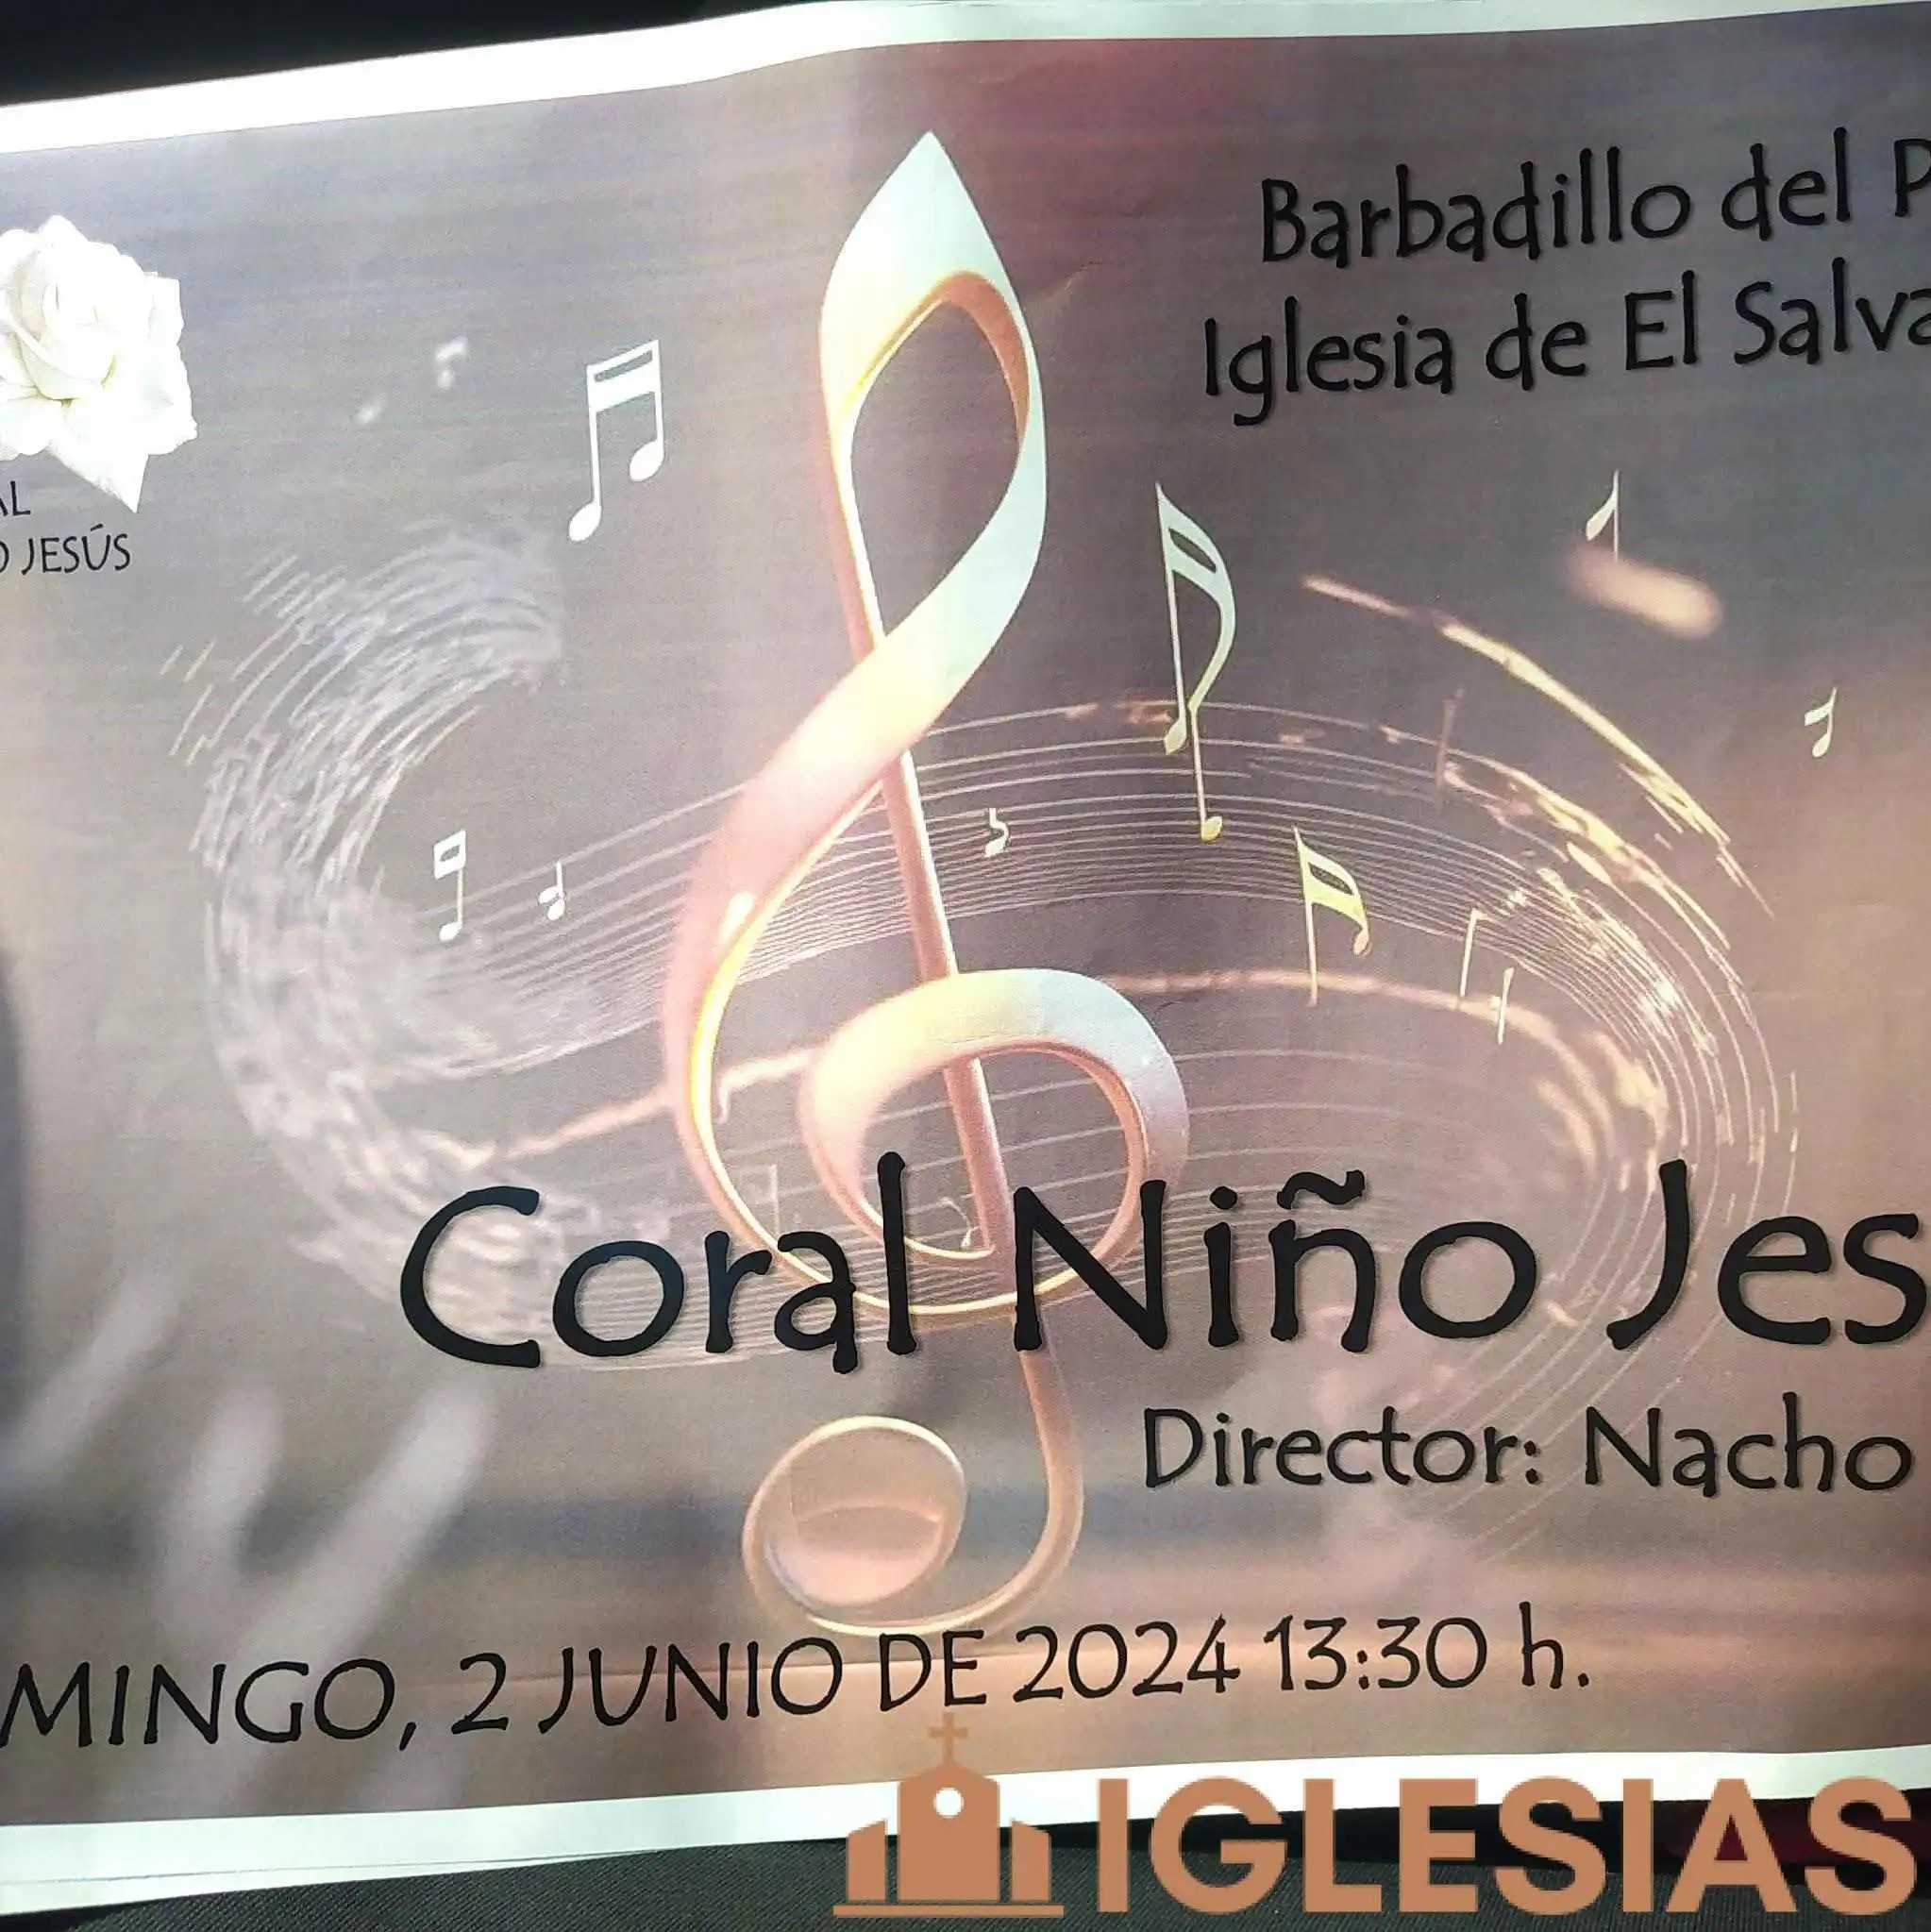 Barbadillo del P
Iglesia de El Salva
AL
O JESÚS
Coral Niño Jes
Director: Nacho
MINGO, 2 JUNIO DE 2024 13:30 h.
IGLESIAS